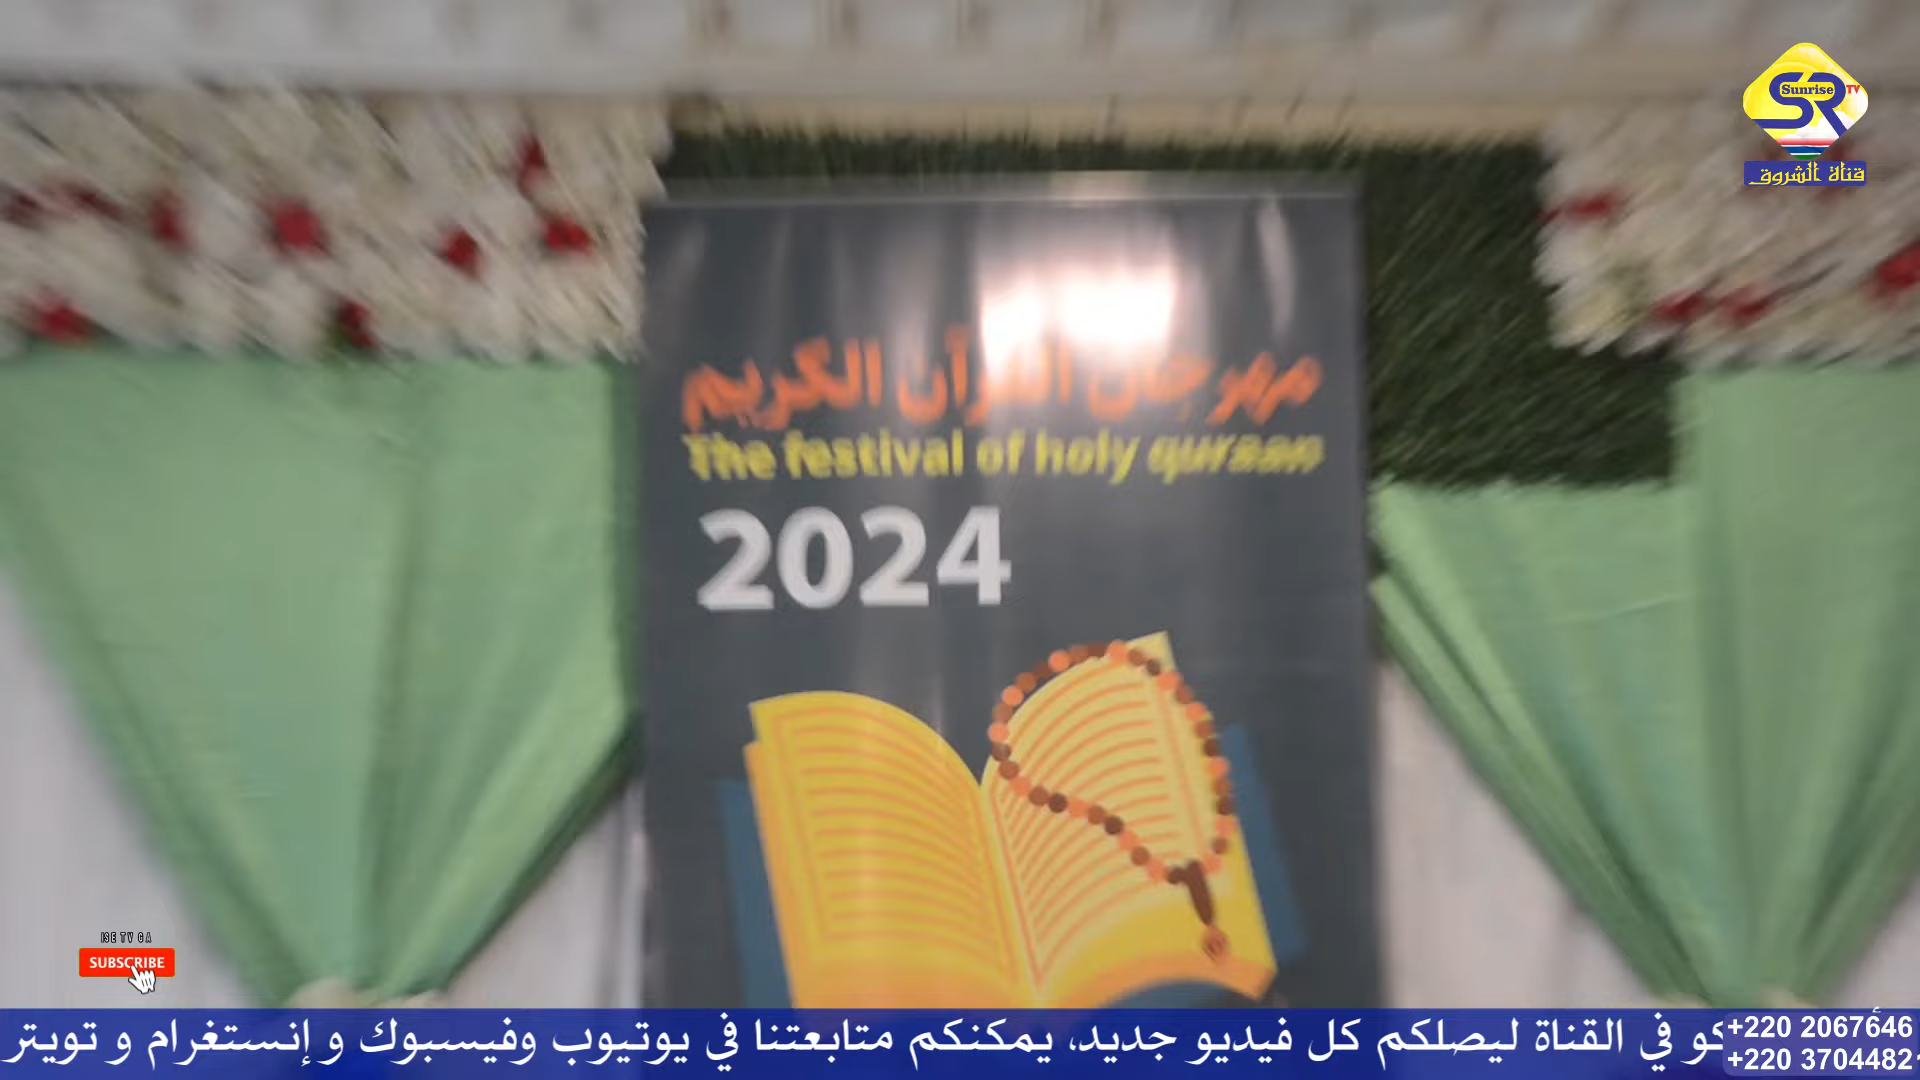 Sunrise TV
SR
قناة الشروق
مهرجان القرآن الكريم
The festival of holy quraan
2024
SUBSCRIBE
في القناة ليصلكم كل فيديو جديد، يمكنكم متابعتنا في يوتيوب وفيسبوك و إنستغرام و تويتر
+220 2067646
+220 3704482